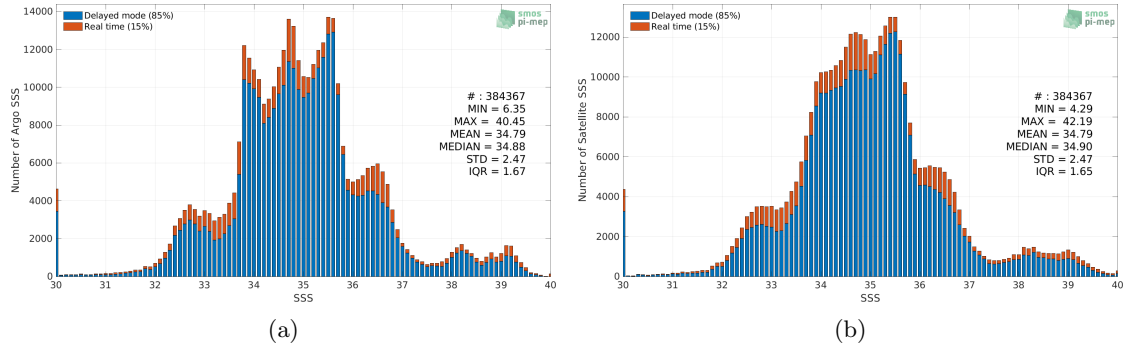 Delayed mode (85%)
Real time (15%)
smos
pi-mep
14000
12000
10000
8000
6000
4000
2000
0
Number of Argo SSS
# : 384367
MIN = 6.35
MAX = 40.45
MEAN = 34.79
MEDIAN = 34.88
STD = 2.47
IQR = 1.67
30 31 32 33 34 35 36 37 38 39 40
SSS
(a)
Delayed mode (85%)
Real time (15%)
smos
pi-mep
12000
10000
8000
6000
4000
2000
0
Number of Satellite SSS
# : 384367
MIN = 4.29
MAX = 42.19
MEAN = 34.79
MEDIAN = 34.90
STD = 2.47
IQR = 1.65
30 31 32 33 34 35 36 37 38 39 40
SSS
(b)